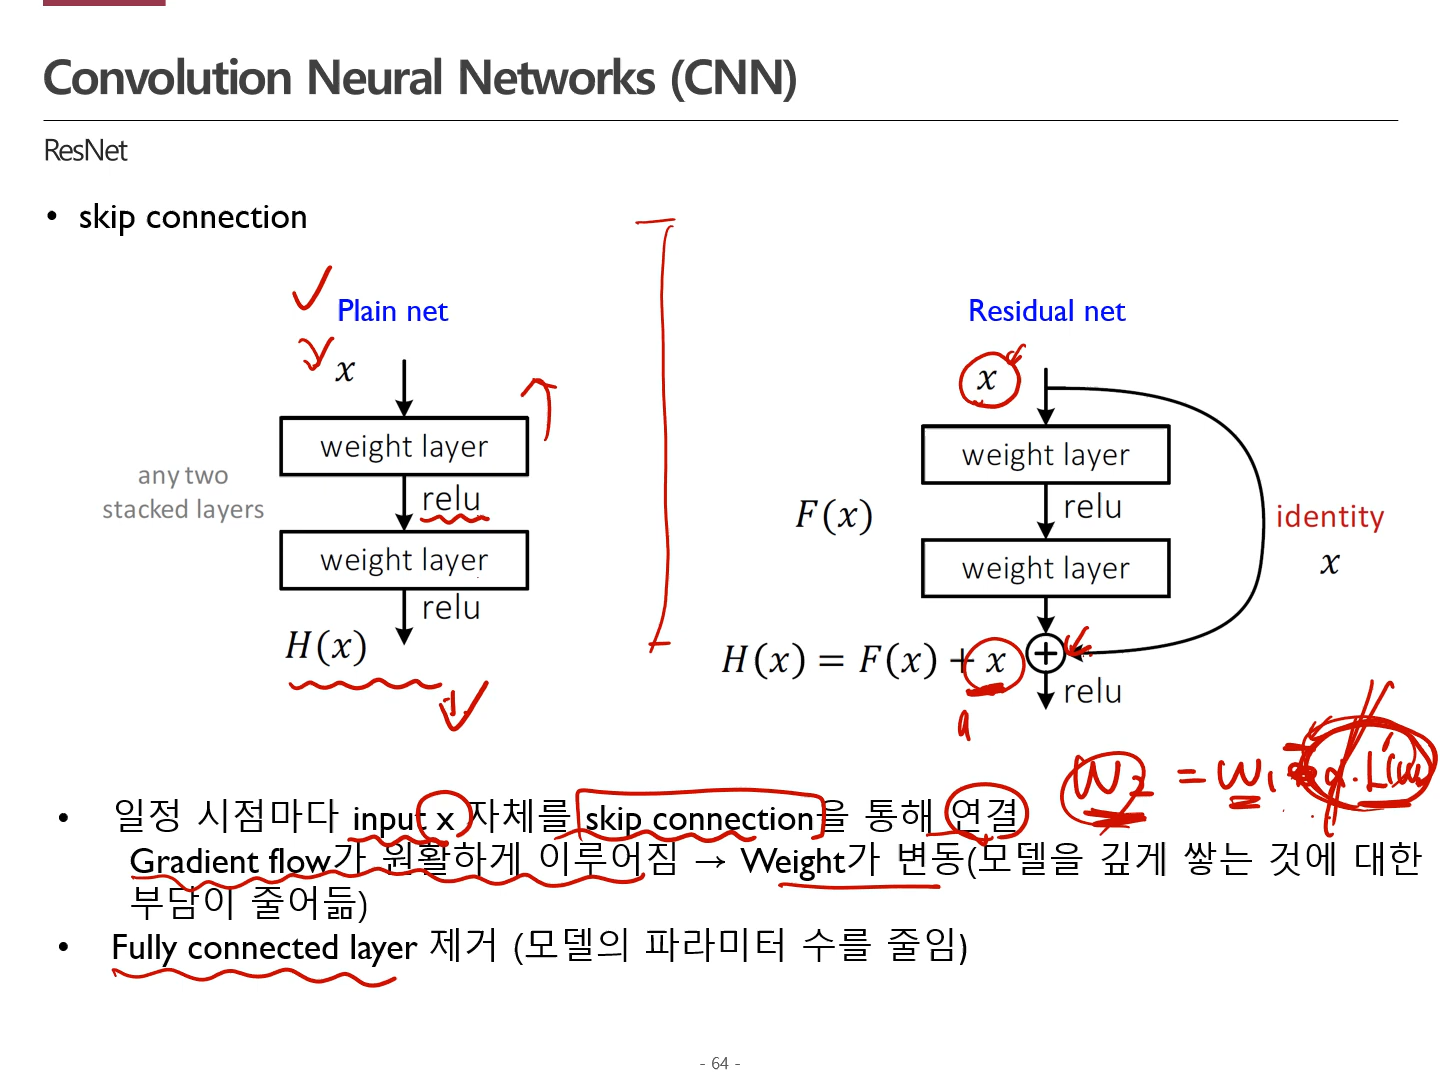 Convolution Neural Networks (CNN)
ResNet
• skip connection
Plain net
x
weight layer
any two
stacked layers
relu
weight layer
relu
H(x)
Residual net
x
weight layer
F(x)
relu
identity
x
weight layer
H(x) = F(x) + x
relu
W₂ = W₁
• 일정 시점마다 input x 자체를 skip connection을 통해 연결
Gradient flow가 원활하게 이루어짐 → Weight가 변동(모델을 깊게 쌓는 것에 대한
부담이 줄어듦)
• Fully connected layer 제거 (모델의 파라미터 수를 줄임)
- 64 -